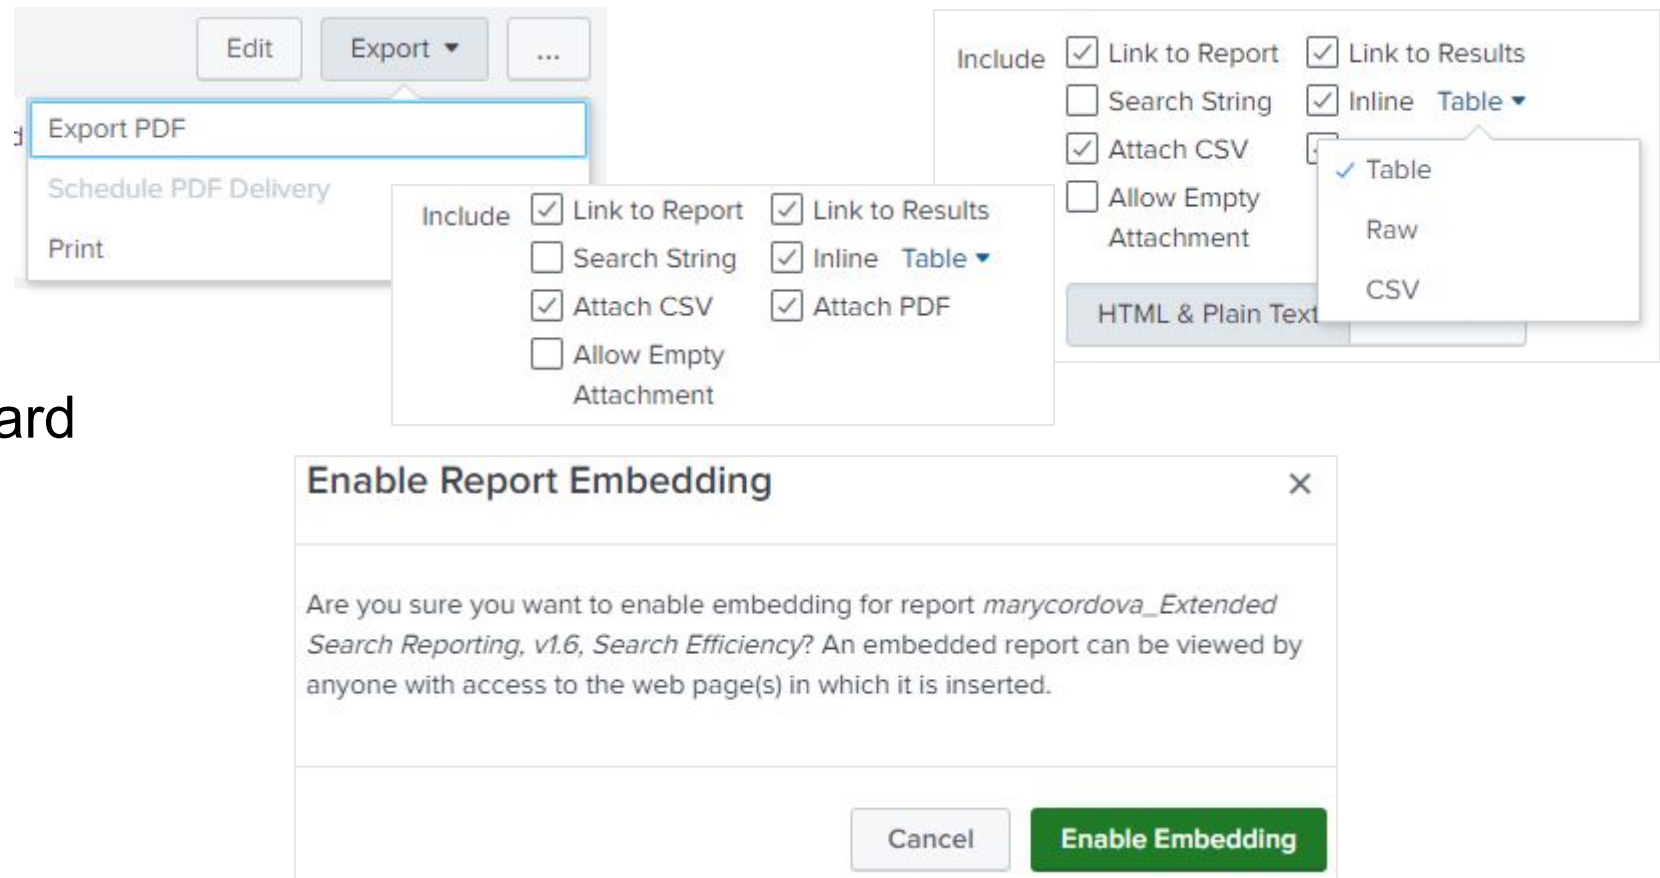 Edit Export ...
Export PDF
Schedule PDF Delivery
Print
Include Link to Report Link to Results
Search String Inline Table
Attach CSV Attach PDF
Allow Empty
Attachment
Include Link to Report Link to Results
Search String Inline Table
Attach CSV
Allow Empty
Attachment
Table
Raw
CSV
HTML & Plain Text
ard
Enable Report Embedding
Are you sure you want to enable embedding for report marycordova_Extended
Search Reporting, v1.6, Search Efficiency? An embedded report can be viewed by
anyone with access to the web page(s) in which it is inserted.
Cancel Enable Embedding